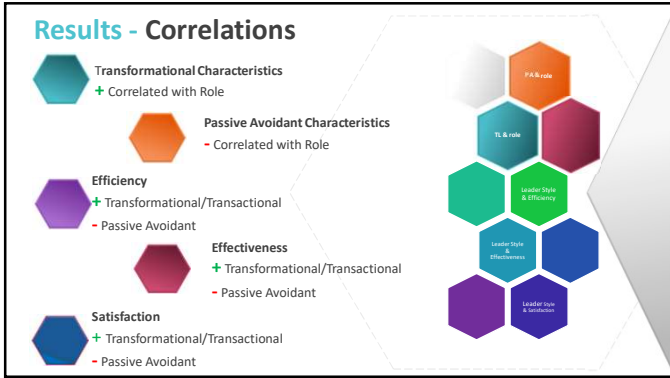 Results - Correlations
Transformational Characteristics
+ Correlated with Role
Passive Avoidant Characteristics
- Correlated with Role
Efficiency
+ Transformational/Transactional
- Passive Avoidant
Effectiveness
+ Transformational/Transactional
- Passive Avoidant
Satisfaction
+ Transformational/Transactional
- Passive Avoidant
PA & role
TL & role
Leader Style
& Efficiency
Leader Style
&
Effectiveness
Leader Style
& Satisfaction